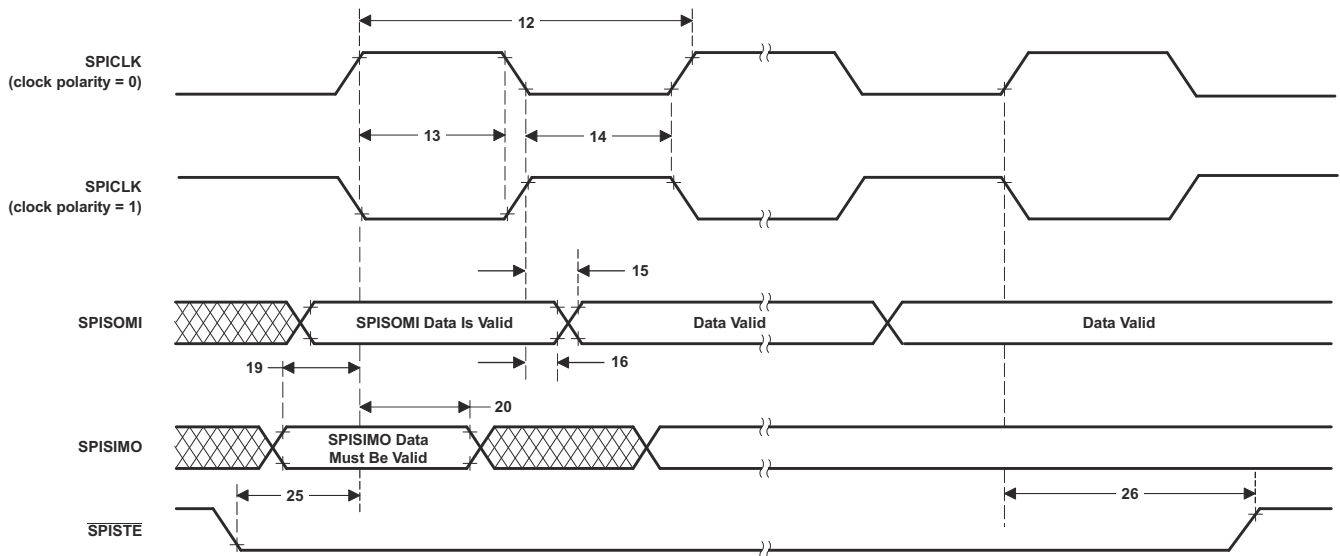 12
SPICLK
(clock polarity = 0)
13
14
SPICLK
(clock polarity = 1)
15
SPISOMI
SPISOMI Data Is Valid
Data Valid
Data Valid
16
19
20
SPISIMO
SPISIMO Data
Must Be Valid
25
26
SPISTE